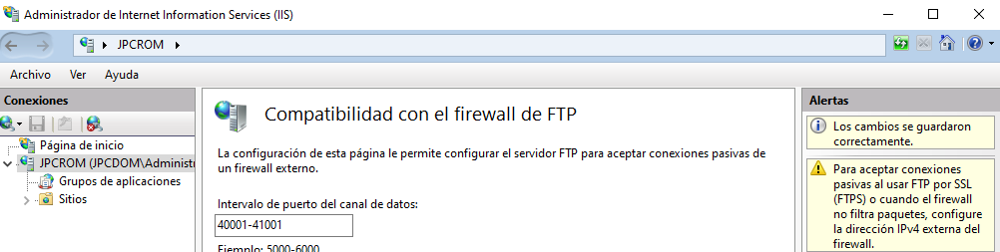 Administrador de Internet Information Services (IIS)
JPCROM
Archivo Ver Ayuda
Conexiones
Página de inicio
JPCROM (JPCDOM\Administr
Grupos de aplicaciones
Sitios
Compatibilidad con el firewall de FTP
La configuración de esta página le permite configurar el servidor FTP para aceptar conexiones pasivas de
un firewall externo.
Intervalo de puerto del canal de datos:
40001-41001
Ejemplo: 5000-6000
Alertas
Los cambios se guardaron
correctamente.
Para aceptar conexiones
pasivas al usar FTP por SSL
(FTPS) o cuando el firewall
no filtra paquetes, configure
la dirección IPv4 externa del
firewall.